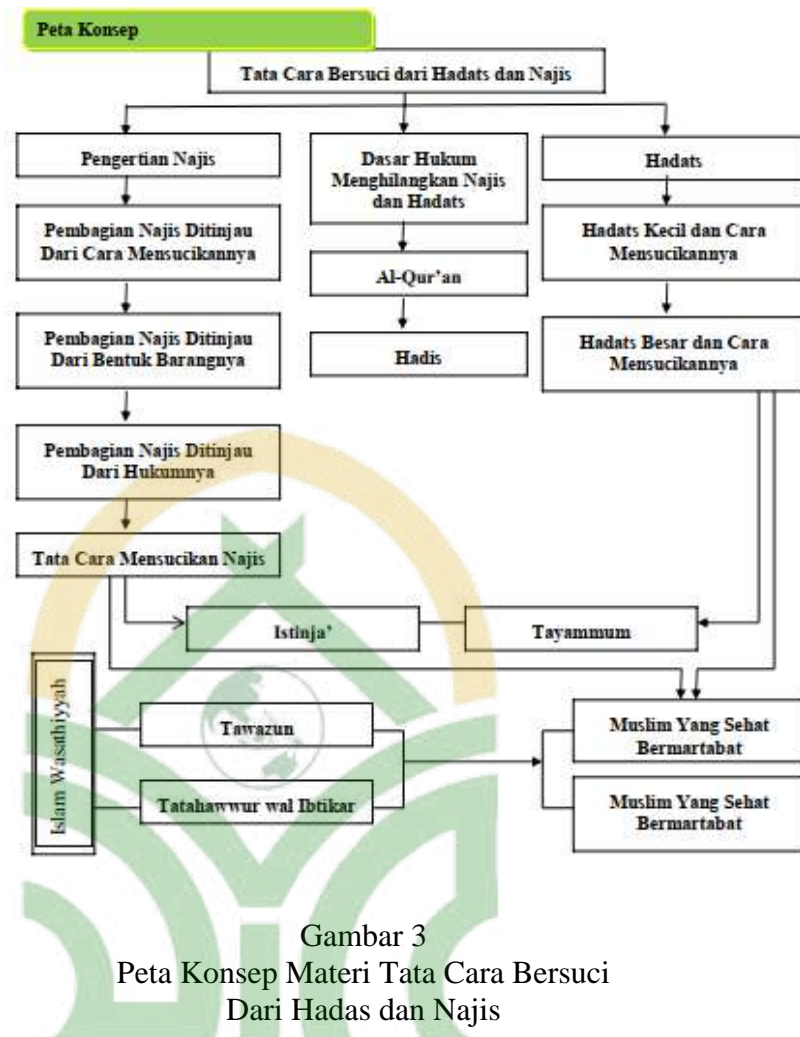 Peta Konsep
Tata Cara Bersuci dari Hadats dan Najis
Pengertian Najis
Dasar Hukum
Menghilangkan Najis
dan Hadats
Hadats
Pembagian Najis Ditinjau
Dari Cara Mensucikannya
Al-Qur'an
Hadats Kecil dan Cara
Mensucikannya
Pembagian Najis Ditinjau
Dari Bentuk Barangnya
Hadis
Hadats Besar dan Cara
Mensucikannya
Pembagian Najis Ditinjau
Dari Hukumnya
Tata Cara Mensucikan Najis
Istinja'
Tayammum
Islam Wasathiyyah
Tawazun
Tatahawwur wal Ibtikar
Muslim Yang Sehat
Bermartabat
Muslim Yang Sehat
Bermartabat
Gambar 3
Peta Konsep Materi Tata Cara Bersuci
Dari Hadas dan Najis